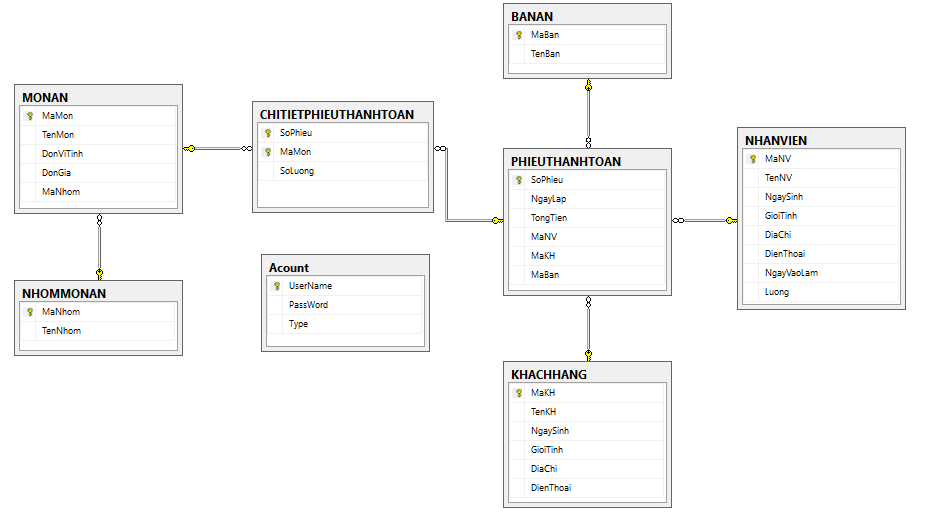 BANAN
MaBan
TenBan
MONAN
MaMon
TenMon
DonViTinh
DonGia
MaNhom
CHITIETPHIEUTHANHTOAN
SoPhieu
MaMon
SoLuong
PHIEUTHANHTOAN
SoPhieu
NgayLap
TongTien
MaNV
MaKH
MaBan
NHANVIEN
MaNV
TenNV
NgaySinh
GioiTinh
DiaChi
DienThoai
NgayVaoLam
Luong
NHOMMONAN
MaNhom
TenNhom
Acount
UserName
PassWord
Type
KHACHHANG
MaKH
TenKH
NgaySinh
GioiTinh
DiaChi
DienThoai